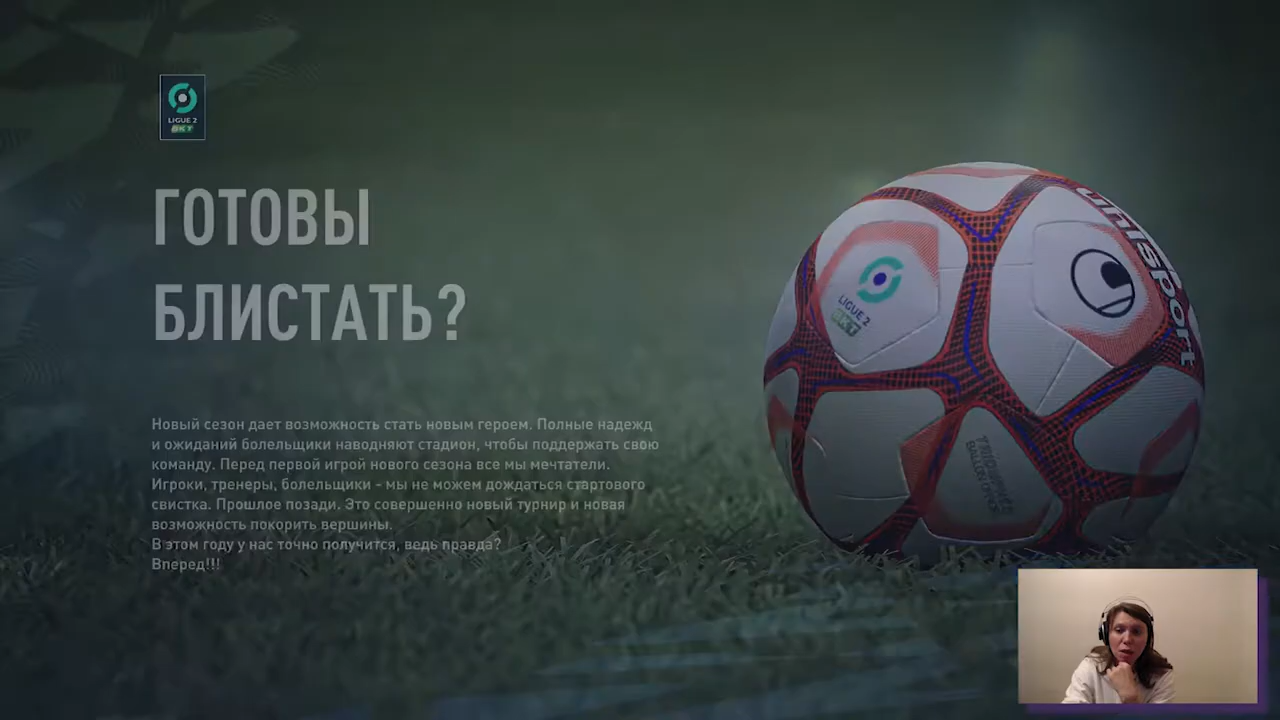 LIGUE 2
BKT
ГОТОВЫ
БЛИСТАТЬ?
Новый сезон дает возможность стать новым героем. Полные надежд
и ожиданий болельщики наводняют стадион, чтобы поддержать свою
команду. Перед первой игрой нового сезона все мы мечтатели.
Игроки, тренеры, болельщики - мы не можем дождаться стартового
свистка. Прошлое позади. Это совершенно новый турнир и новая
возможность покорить вершины.
В этом году у нас точно получится, ведь правда?
Вперед!!!
uhlsport
LIGUE 2
BKT